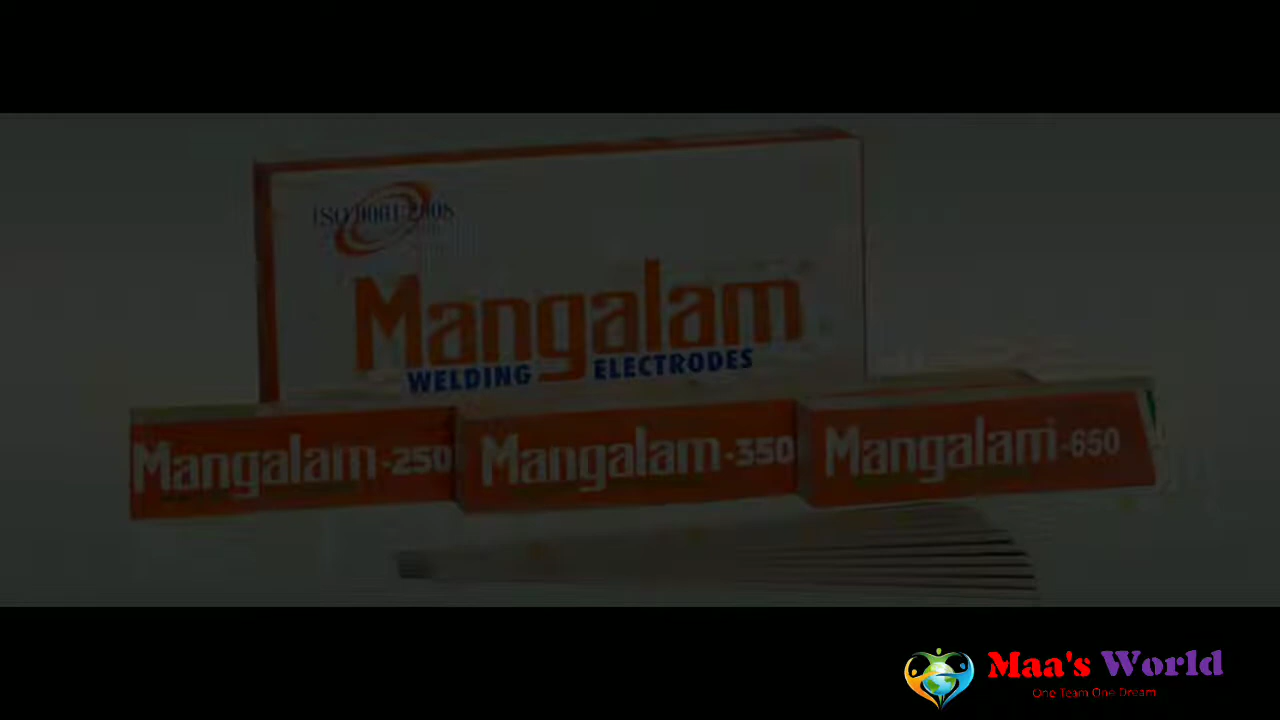 ISO 9001:2008
Mangalam
WELDING ELECTRODES
Mangalam-250
Mangalam-350
Mangalam-650
Maa's World
One Team One Dream